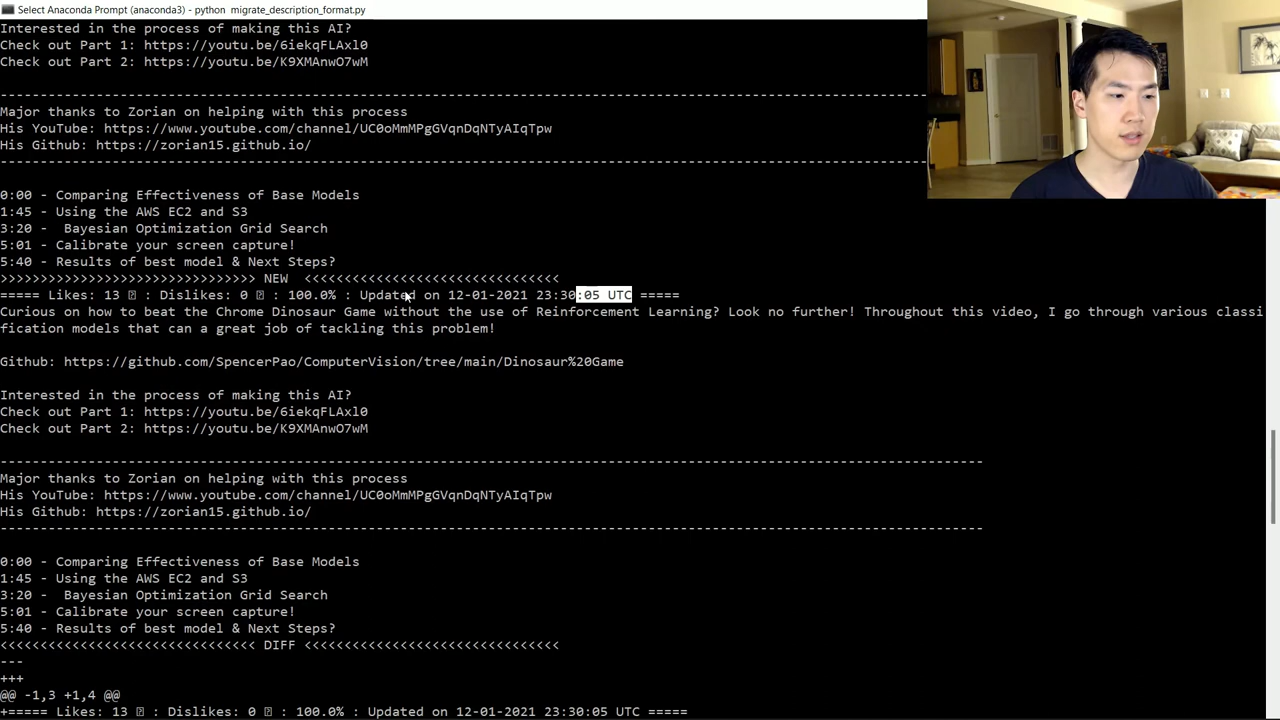 Select Anaconda Prompt (anaconda3) - python  migrate_description_format.py
Interested in the process of making this AI?
Check out Part 1: https://youtu.be/6iekqFLAxl0
Check out Part 2: https://youtu.be/K9XMAnwO7wM
--------------------------------------------------------------------------------------------------------------------
Major thanks to Zorian on helping with this process
His YouTube: https://www.youtube.com/channel/UC0oMmMPgGVqnDqNTyAIqTpw
His Github: https://zorian15.github.io/
--------------------------------------------------------------------------------------------------------------------
0:00 - Comparing Effectiveness of Base Models
1:45 - Using the AWS EC2 and S3
3:20 -  Bayesian Optimization Grid Search
5:01 - Calibrate your screen capture!
5:40 - Results of best model & Next Steps?
>>>>>>>>>>>>>>>>>>>>>>>>>>>>>>>> NEW  <<<<<<<<<<<<<<<<<<<<<<<<<<<<<<<<
===== Likes: 13 : Dislikes: 0 : 100.0% : Updated on 12-01-2021 23:30:05 UTC =====
Curious on how to beat the Chrome Dinosaur Game without the use of Reinforcement Learning? Look no further! Throughout this video, I go through various classi
fication models that can a great job of tackling this problem!
Github: https://github.com/SpencerPao/ComputerVision/tree/main/Dinosaur%20Game
Interested in the process of making this AI?
Check out Part 1: https://youtu.be/6iekqFLAxl0
Check out Part 2: https://youtu.be/K9XMAnwO7wM
---------------------------------------------------------------------------------------------------------------------------
Major thanks to Zorian on helping with this process
His YouTube: https://www.youtube.com/channel/UC0oMmMPgGVqnDqNTyAIqTpw
His Github: https://zorian15.github.io/
---------------------------------------------------------------------------------------------------------------------------
0:00 - Comparing Effectiveness of Base Models
1:45 - Using the AWS EC2 and S3
3:20 -  Bayesian Optimization Grid Search
5:01 - Calibrate your screen capture!
5:40 - Results of best model & Next Steps?
<<<<<<<<<<<<<<<<<<<<<<<<<<<<<<<< DIFF <<<<<<<<<<<<<<<<<<<<<<<<<<<<<<<<
---
+++
@@ -1,3 +1,4 @@
+===== Likes: 13 : Dislikes: 0 : 100.0% : Updated on 12-01-2021 23:30:05 UTC =====